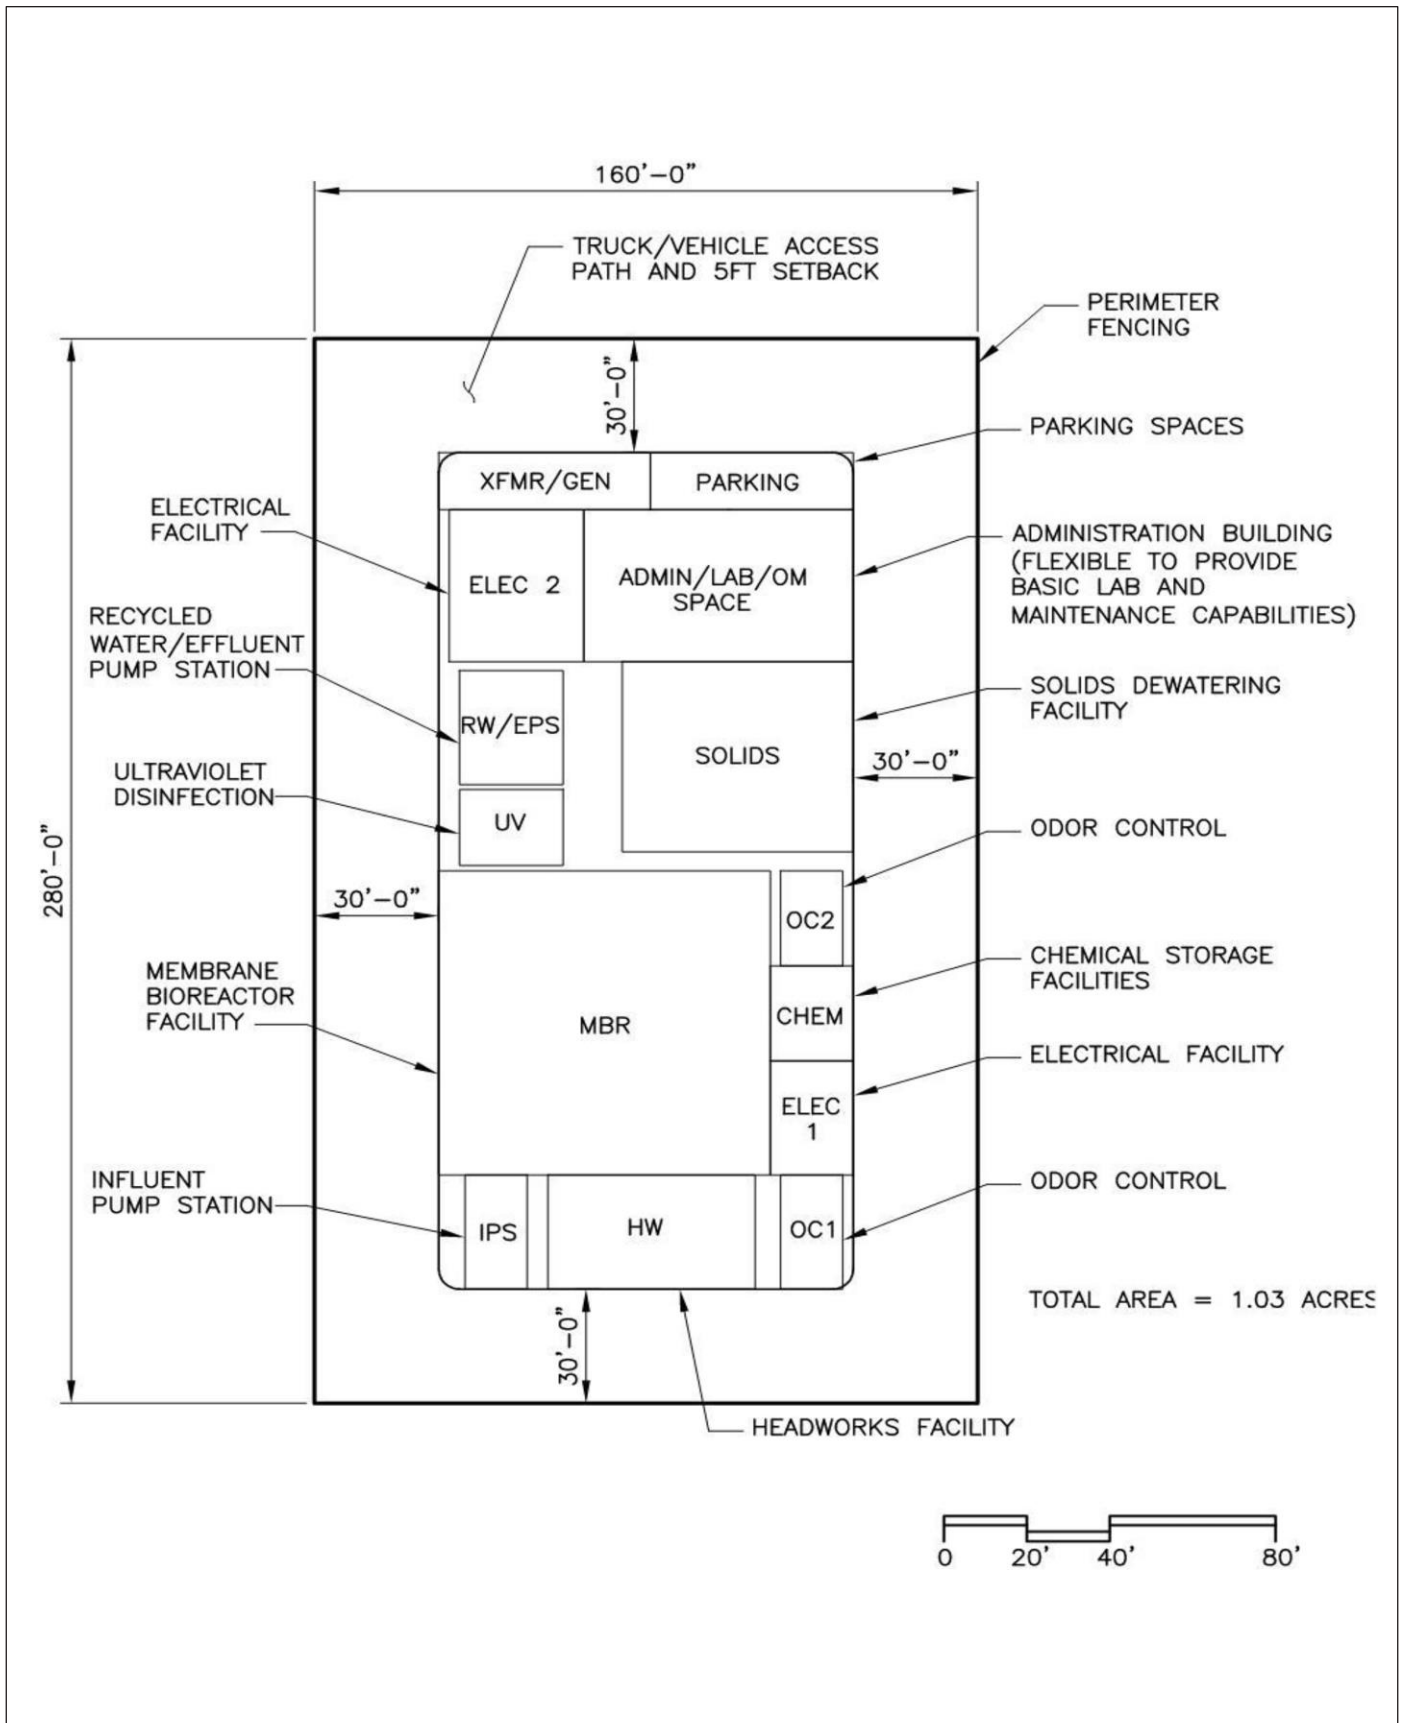 160'-0"
TRUCK/VEHICLE ACCESS
PATH AND 5FT SETBACK
PERIMETER
FENCING
30'-0"
PARKING SPACES
XFMR/GEN
PARKING
ELECTRICAL
FACILITY
ADMINISTRATION BUILDING
(FLEXIBLE TO PROVIDE
BASIC LAB AND
MAINTENANCE CAPABILITIES)
ELEC 2
ADMIN/LAB/OM
SPACE
RECYCLED
WATER/EFFLUENT
PUMP STATION
SOLIDS DEWATERING
FACILITY
RW/EPS
SOLIDS
30'-0"
ULTRAVIOLET
DISINFECTION
UV
ODOR CONTROL
280'-0"
30'-0"
OC2
MEMBRANE
BIOREACTOR
FACILITY
CHEMICAL STORAGE
FACILITIES
MBR
CHEM
ELECTRICAL FACILITY
ELEC
1
INFLUENT
PUMP STATION
ODOR CONTROL
IPS
HW
OC1
TOTAL AREA = 1.03 ACRES
30'-0"
HEADWORKS FACILITY
0 20' 40' 80'